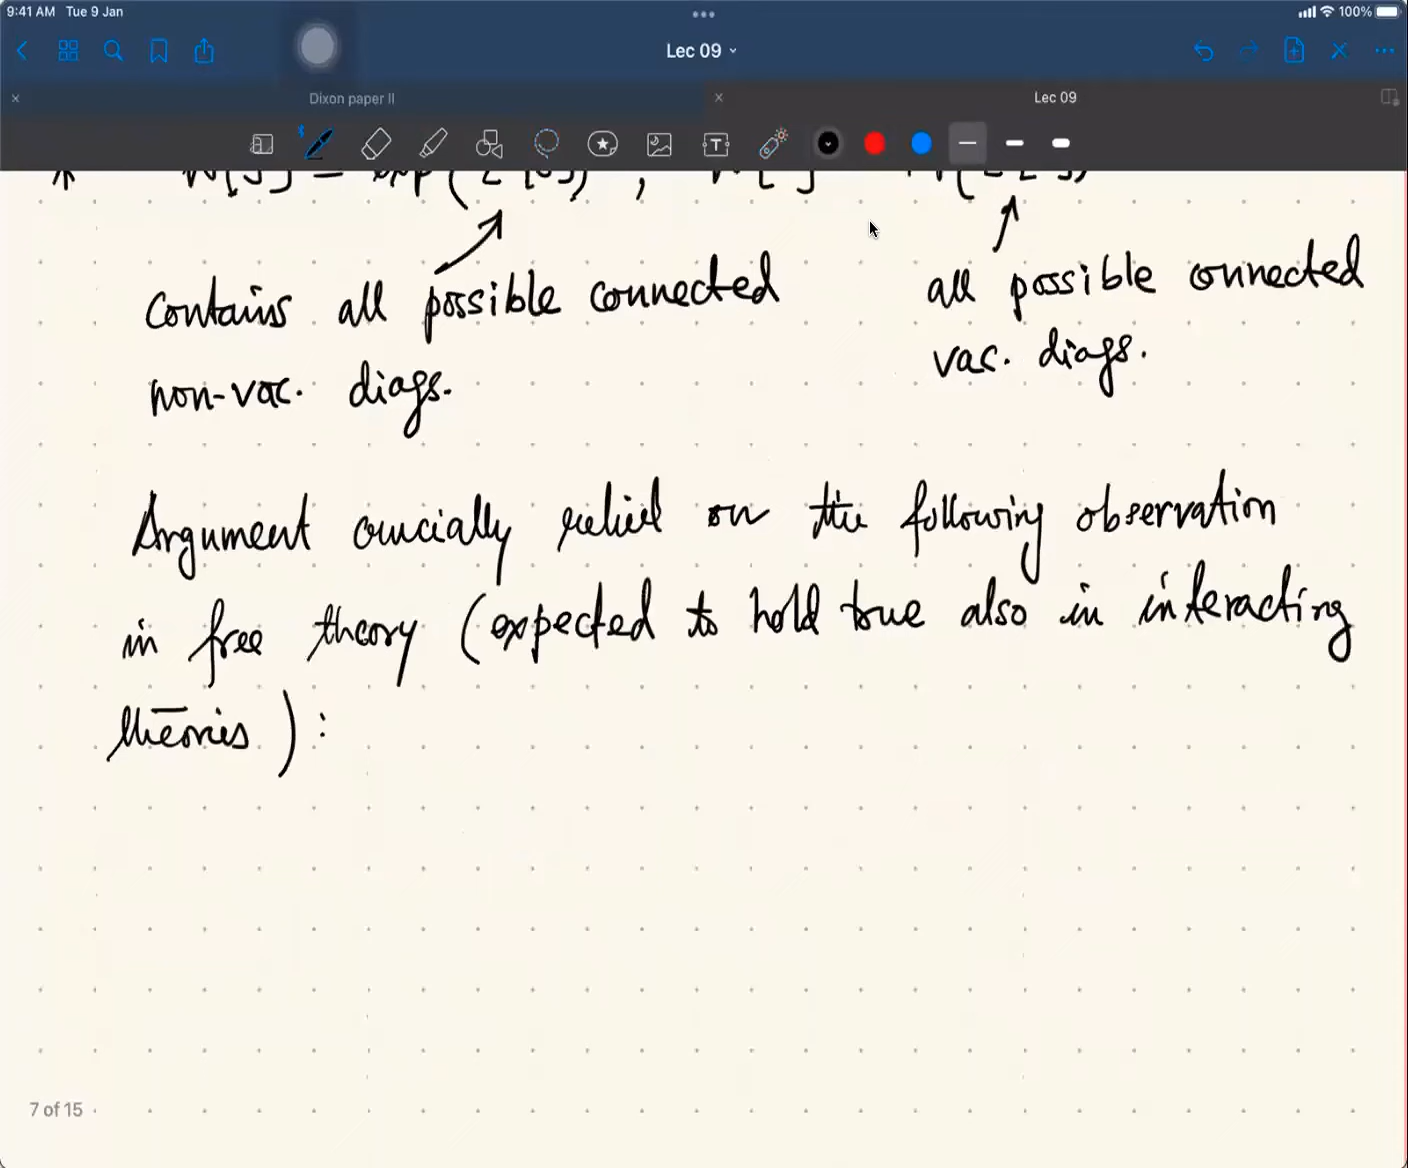 9:41 AM Tue 9 Jan
100%
Lec 09
Dixon paper II
Lec 09
contains all possible connected
non-vac. diags.
all possible connected
vac. diags.
Argument crucially relied on the following observation
in free theory (expected to hold true also in interacting
theories):
7 of 15